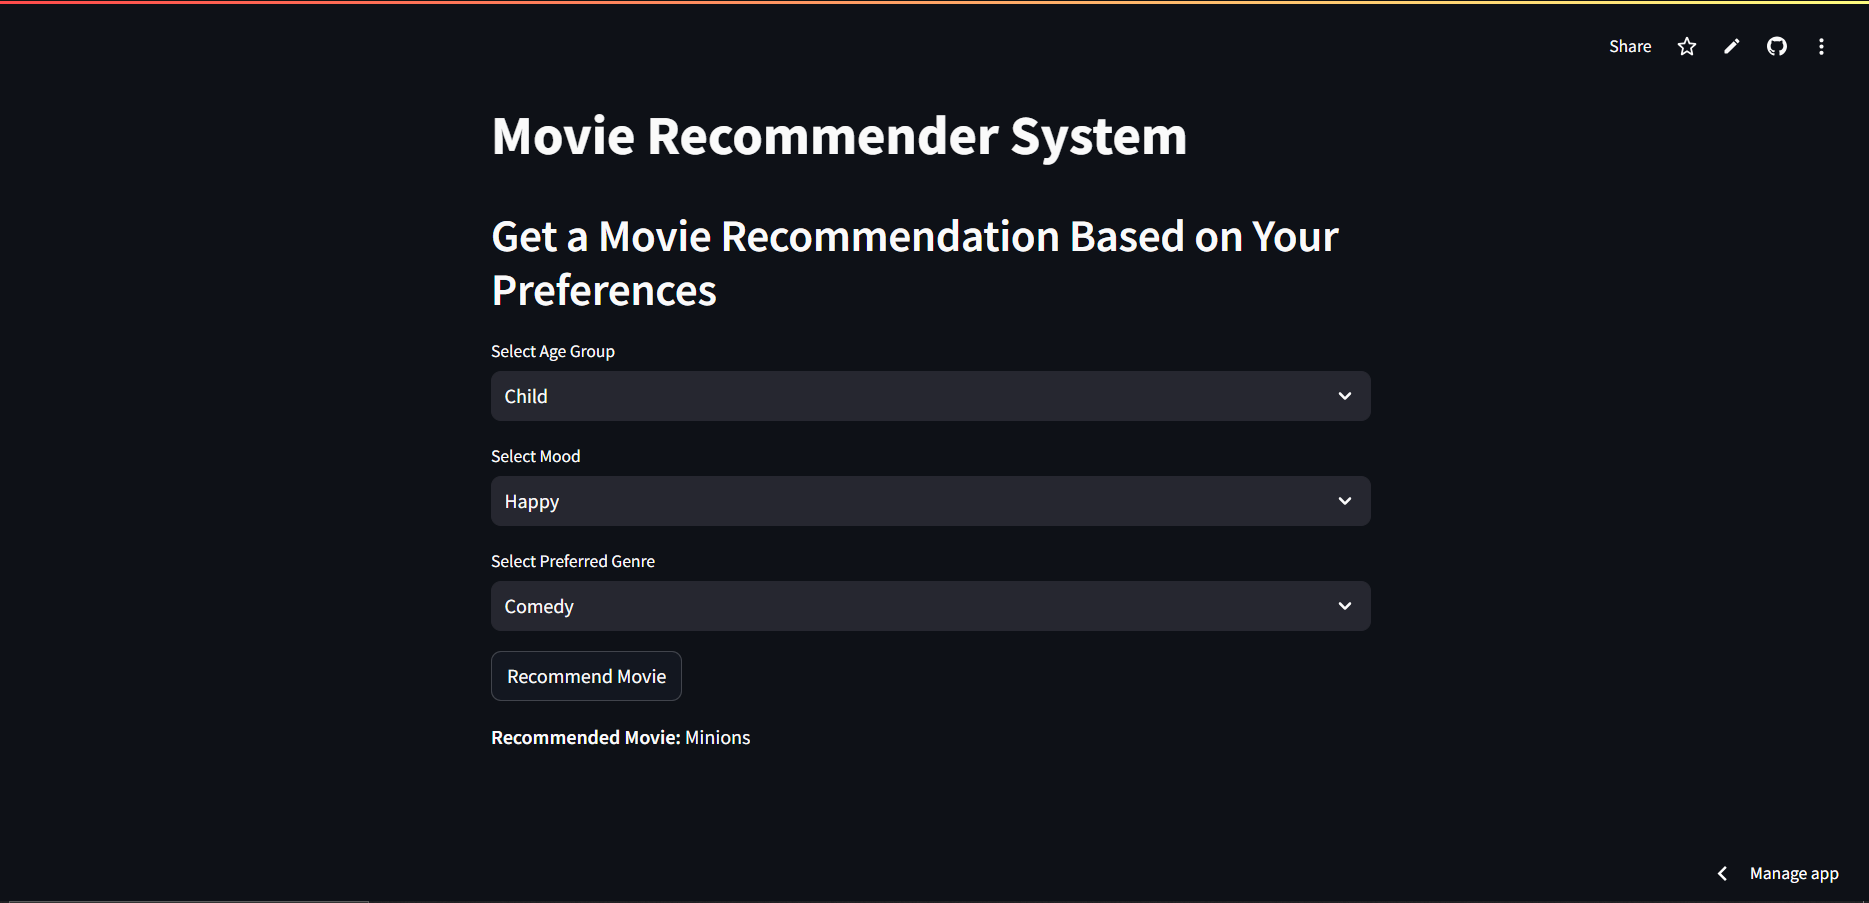 Share
Movie Recommender System
Get a Movie Recommendation Based on Your
Preferences
Select Age Group
Child
Select Mood
Happy
Select Preferred Genre
Comedy
Recommend Movie
Recommended Movie: Minions
Manage app